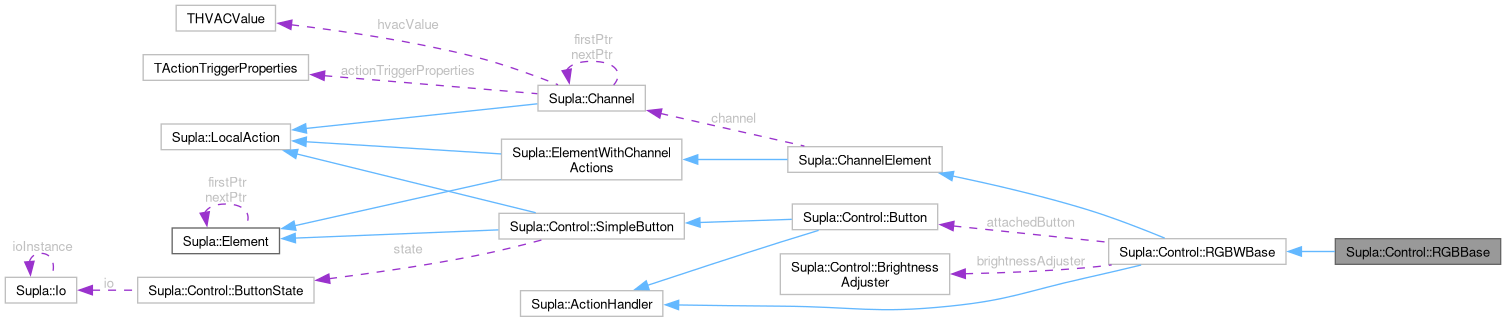 THVACValue
hvacValue
firstPtr
nextPtr
TActionTriggerProperties
actionTriggerProperties
Supla::Channel
channel
Supla::LocalAction
Supla::ElementWithChannel
Actions
Supla::ChannelElement
firstPtr
nextPtr
Supla::Element
Supla::Control::SimpleButton
Supla::Control::Button
attachedButton
state
ioInstance
Supla::Control::RGBWBase
Supla::Control::RGBBase
Supla::Control::Brightness
Adjuster
brightnessAdjuster
Supla::Io
io
Supla::Control::ButtonState
Supla::ActionHandler